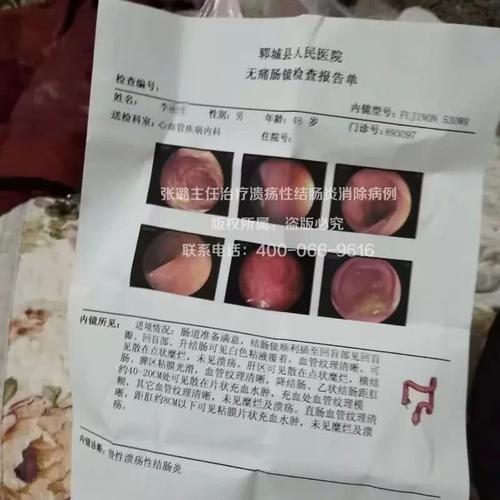 郓城县人民医院
无痛肠镜检查报告单
检查编号:
姓名: 李 性别: 男 年龄: 48 岁 内镜型号: FUJINON 530WR
送检科室: 心血管疾病内科 住院号: 门诊号: 893097
张璐主任治疗溃疡性结肠炎消除病例
版权所属,盗版必究
联系电话:400-066-9616
内镜所见: 送境情况: 肠道准备满意, 结肠镜顺利插至回盲部见回盲
瓣、回盲部、升结肠可见白色粘液覆着, 血管纹理清晰, 可
见散在点状糜烂, 未见溃疡, 肝区可见散在点状糜烂, 横结
肠、脾区粘膜光滑, 血管纹理清晰, 降结肠、乙状结肠距肛
约40-20CM处可见散在片状充血水肿, 充血处血管纹理模
糊, 其它血管纹理清晰, 未见糜烂及溃疡。直肠血管纹理清
晰, 距肛约8CM以下可见粘膜片状充血水肿, 未见糜烂及溃
疡。
内镜诊断: 慢性溃疡性结肠炎